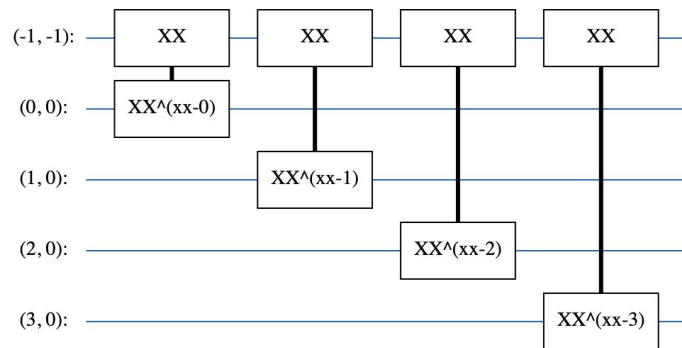 (-1, -1): XX XX XX XX
(0, 0): XX^(xx-0)
(1, 0): XX^(xx-1)
(2, 0): XX^(xx-2)
(3, 0): XX^(xx-3)